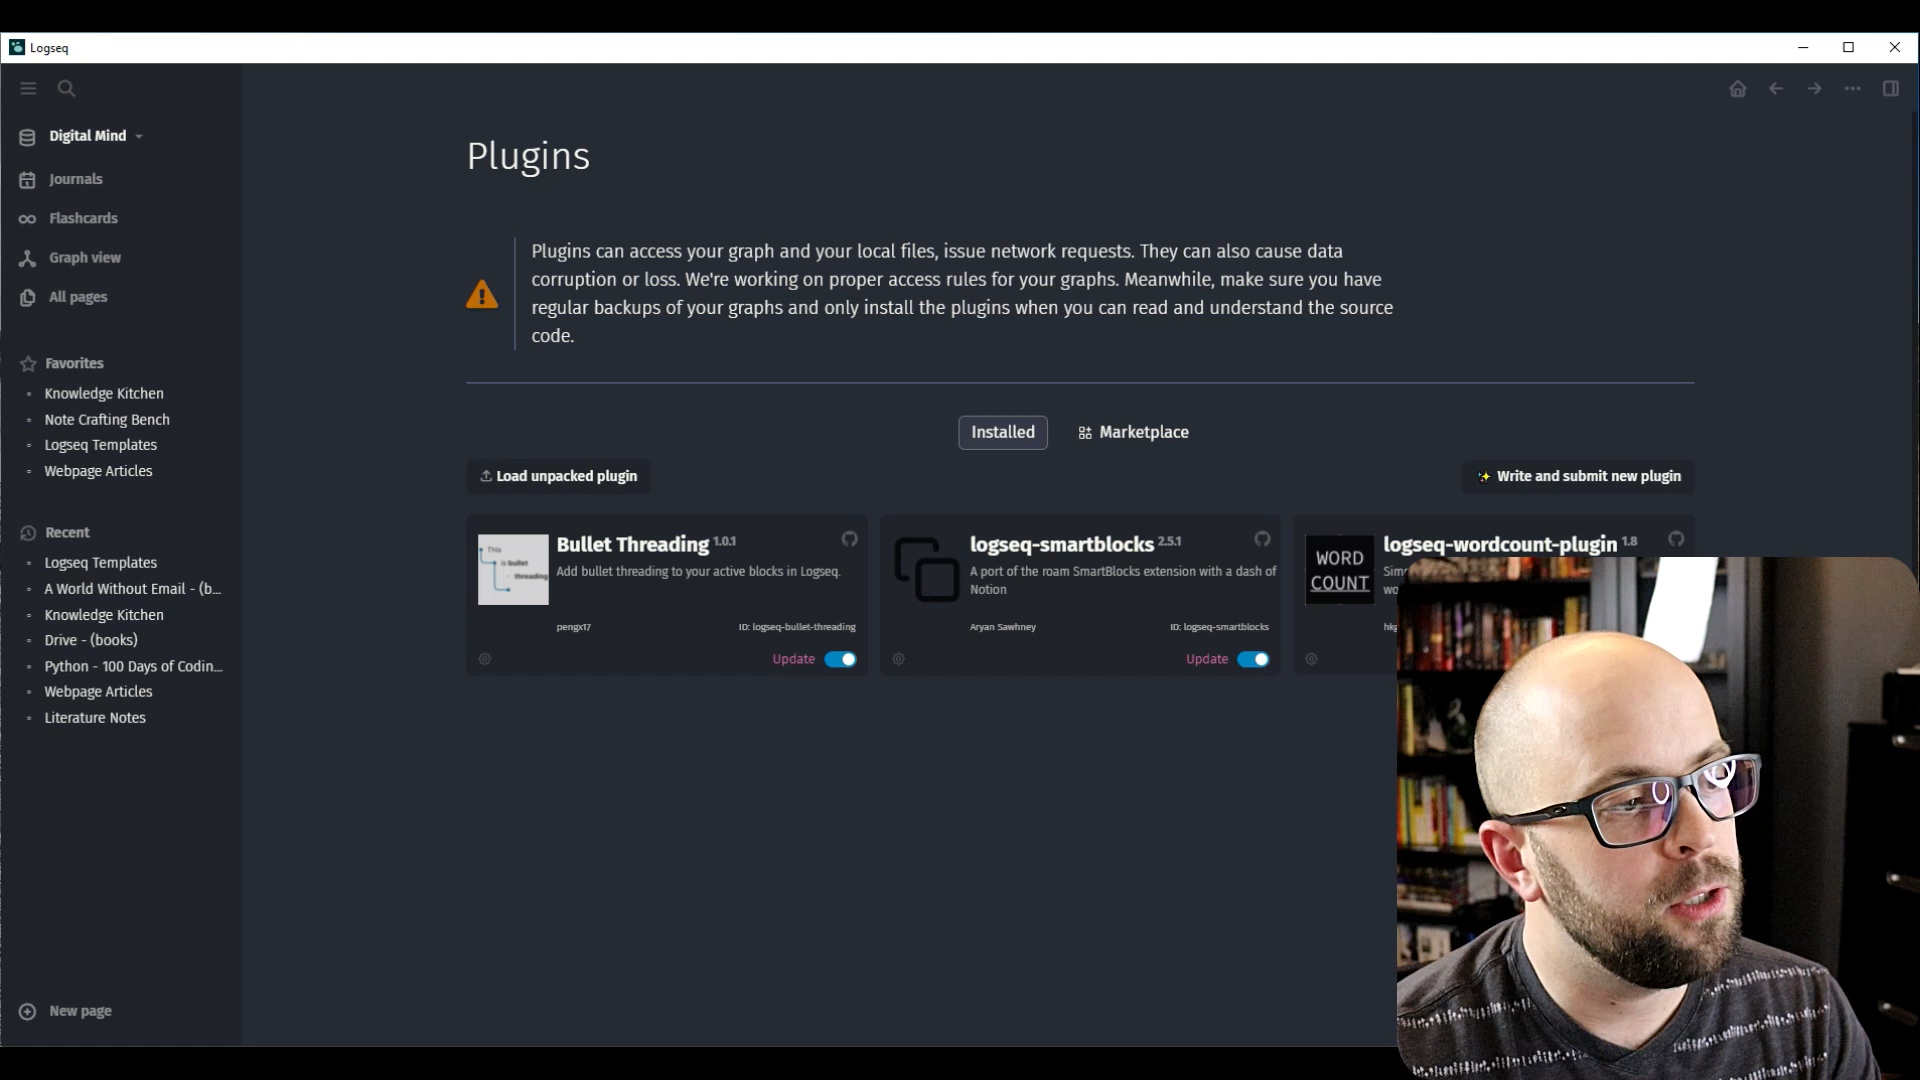 Logseq
Digital Mind
Journals
Flashcards
Graph view
All pages
Favorites
Knowledge Kitchen
Note Crafting Bench
Logseq Templates
Webpage Articles
Recent
Logseq Templates
A World Without Email - (b...
Knowledge Kitchen
Drive - (books)
Python - 100 Days of Codin...
Webpage Articles
Literature Notes
New page
Plugins
Plugins can access your graph and your local files, issue network requests. They can also cause data
corruption or loss. We're working on proper access rules for your graphs. Meanwhile, make sure you have
regular backups of your graphs and only install the plugins when you can read and understand the source
code.
Installed
Marketplace
Load unpacked plugin
Write and submit new plugin
This
is bullet
threading
Bullet Threading 1.0.1
Add bullet threading to your active blocks in Logseq.
pengx17
ID: logseq-bullet-threading
Update
logseq-smartblocks 2.5.1
A port of the roam SmartBlocks extension with a dash of
Notion
Aryan Sawhney
ID: logseq-smartblocks
Update
WORD
COUNT
logseq-wordcount-plugin 1.8